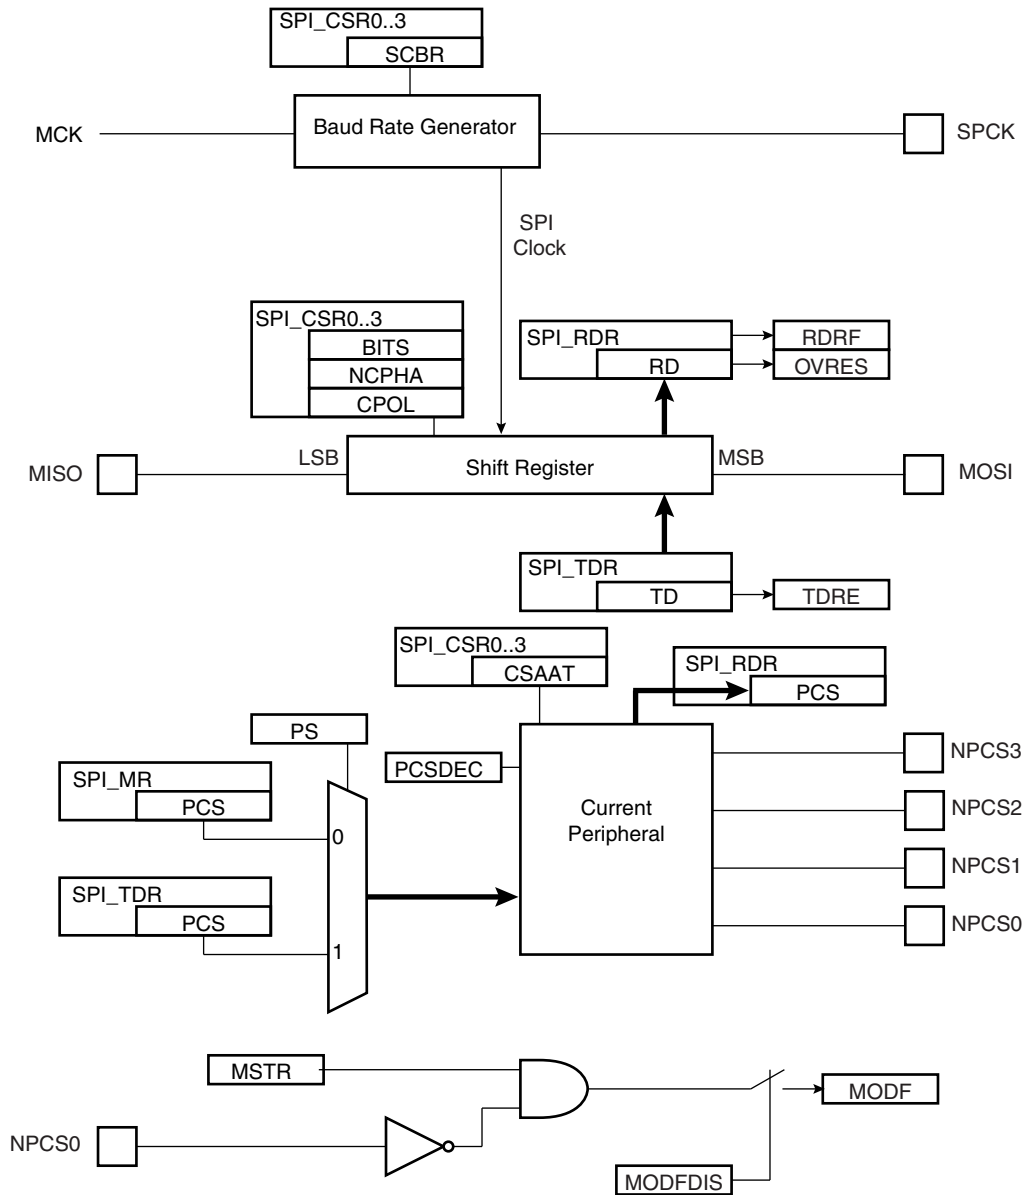 SPI_CSR0..3
SCBR
MCK
Baud Rate Generator
SPCK
SPI
Clock
SPI_CSR0..3
BITS
NCPHA
CPOL
SPI_RDR
RD
RDRF
OVRES
MISO
LSB
Shift Register
MSB
MOSI
SPI_TDR
TD
TDRE
SPI_CSR0..3
CSAAT
SPI_RDR
PCS
PS
PCSDEC
SPI_MR
PCS
0
Current
Peripheral
NPCS3
NPCS2
NPCS1
NPCS0
SPI_TDR
PCS
1
MSTR
MODF
NPCS0
MODFDIS